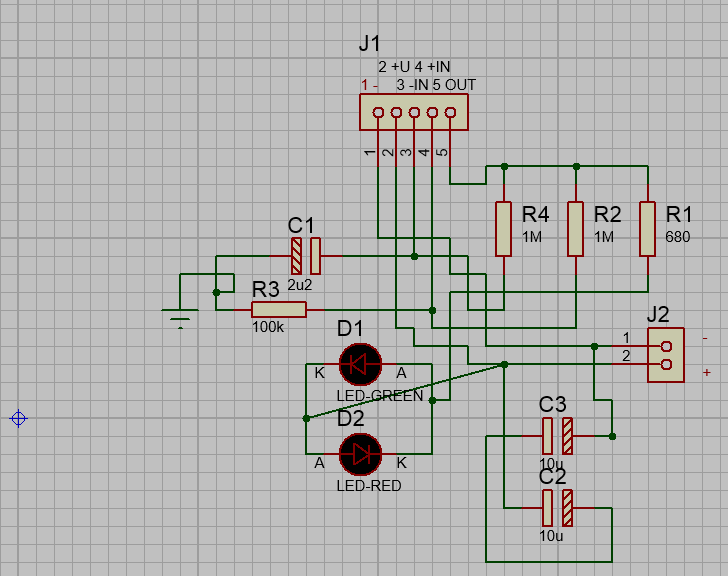 J1
2 +U 4 +IN
1 - 3 -IN 5 OUT
1 2 3 4 5
R4
1M
R2
1M
R1
680
C1
2u2
R3
100k
J2
1 -
2 +
D1
K A
LED-GREEN
D2
A K
LED-RED
C3
10u
C2
10u